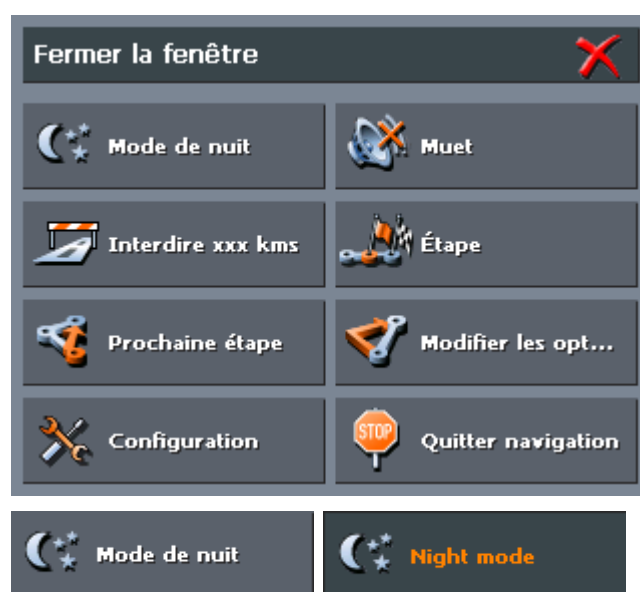 Fermer la fenêtre
Mode de nuit
Muet
Interdire xxx kms
Étape
Prochaine étape
Modifier les opt...
Configuration
STOP
Quitter navigation
Mode de nuit
Night mode